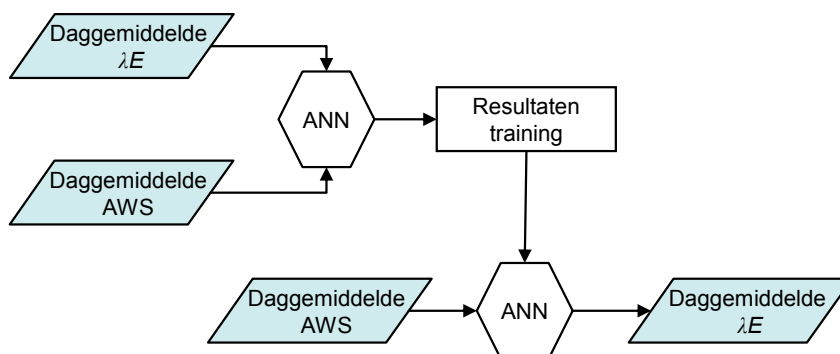 Daggemiddelde
λE
ANN
Resultaten
training
Daggemiddelde
AWS
Daggemiddelde
AWS
ANN
Daggemiddelde
λE